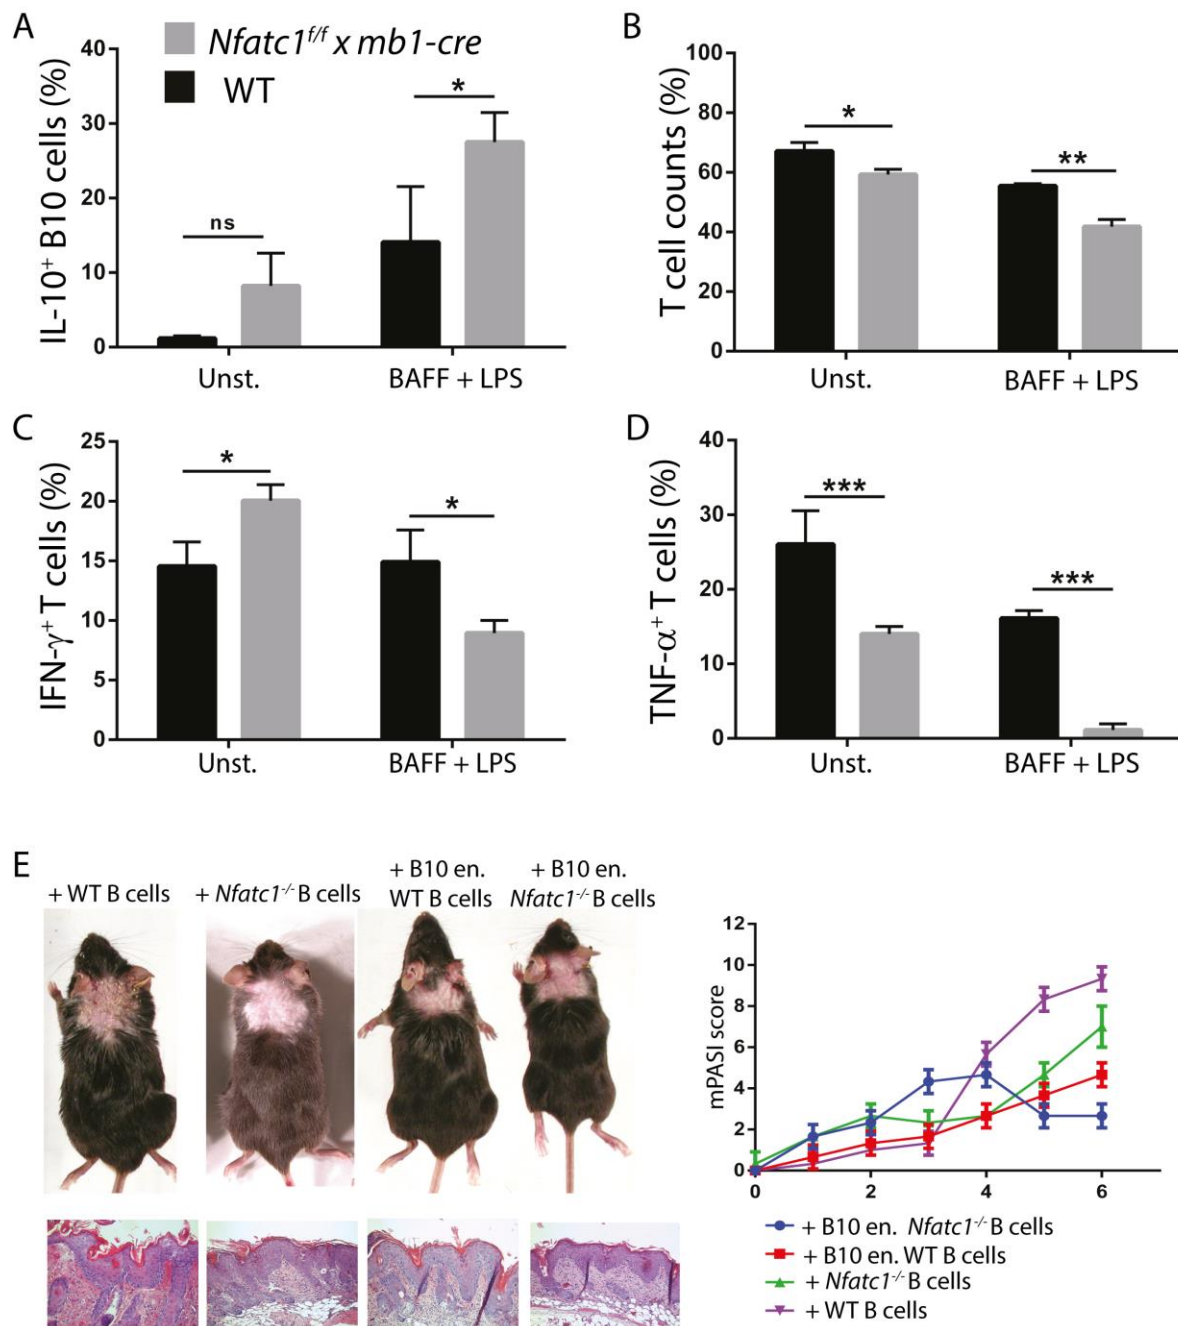 A
Nfatc1f/f x mb1-cre
WT
IL-10+ B10 cells (%)
40
30
20
10
0
ns
*
Unst.
BAFF + LPS
B
T cell counts (%)
100
80
60
40
20
0
*
**
Unst.
BAFF + LPS
C
IFN-γ+ T cells (%)
25
20
15
10
5
0
*
*
Unst.
BAFF + LPS
D
TNF-α+ T cells (%)
40
30
20
10
0
***
***
Unst.
BAFF + LPS
E
+ WT B cells
+ Nfatc1-/- B cells
+ B10 en.
WT B cells
+ B10 en.
Nfatc1-/- B cells
mPASI score
12
10
8
6
4
2
0
0
2
4
6
+ B10 en. Nfatc1-/- B cells
+ B10 en. WT B cells
+ Nfatc1-/- B cells
+ WT B cells